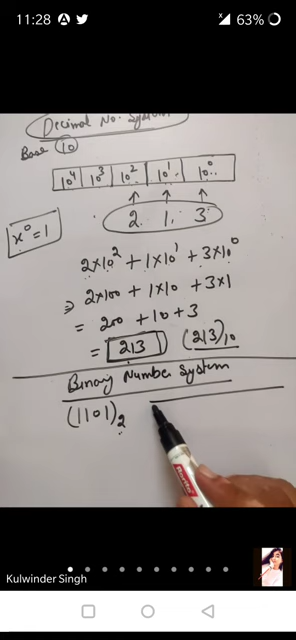 11:28 63%
Decimal No. System
Base 10
10⁴ 10³ 10² 10¹ 10⁰
2 1 3
x⁰=1
2×10² + 1×10¹ + 3×10⁰
⇒ 2×100 + 1×10 + 3×1
= 200 + 10 + 3
= 213 (213)₁₀
Binary Number System
(1101)₂
Kulwinder Singh